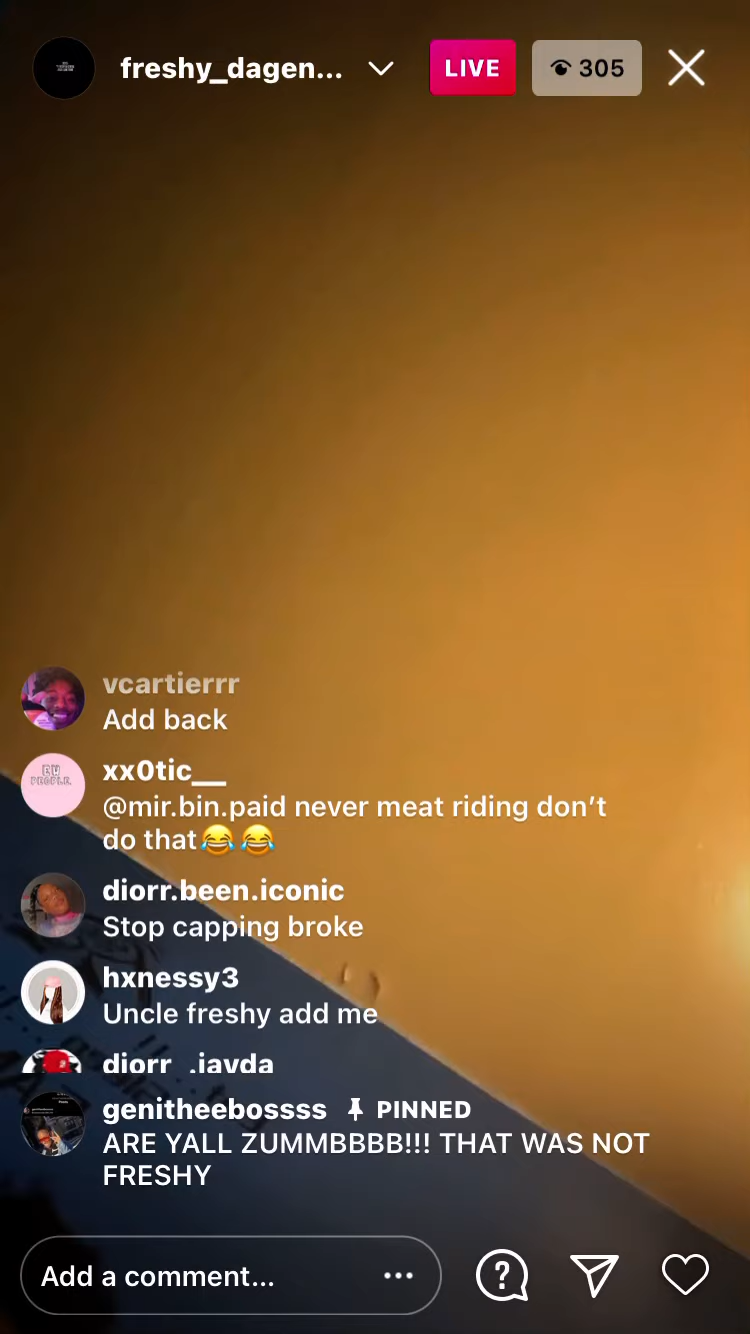 freshy_dagen...
LIVE
305
vcartierrr
Add back
xx0tic__
@mir.bin.paid never meat riding don’t
do that😂😂
diorr.been.iconic
Stop capping broke
hxnessy3
Uncle freshy add me
diorr_.jayda
genitheebossss PINNED
ARE YALL ZUMMBBBB!!! THAT WAS NOT
FRESHY
Add a comment...